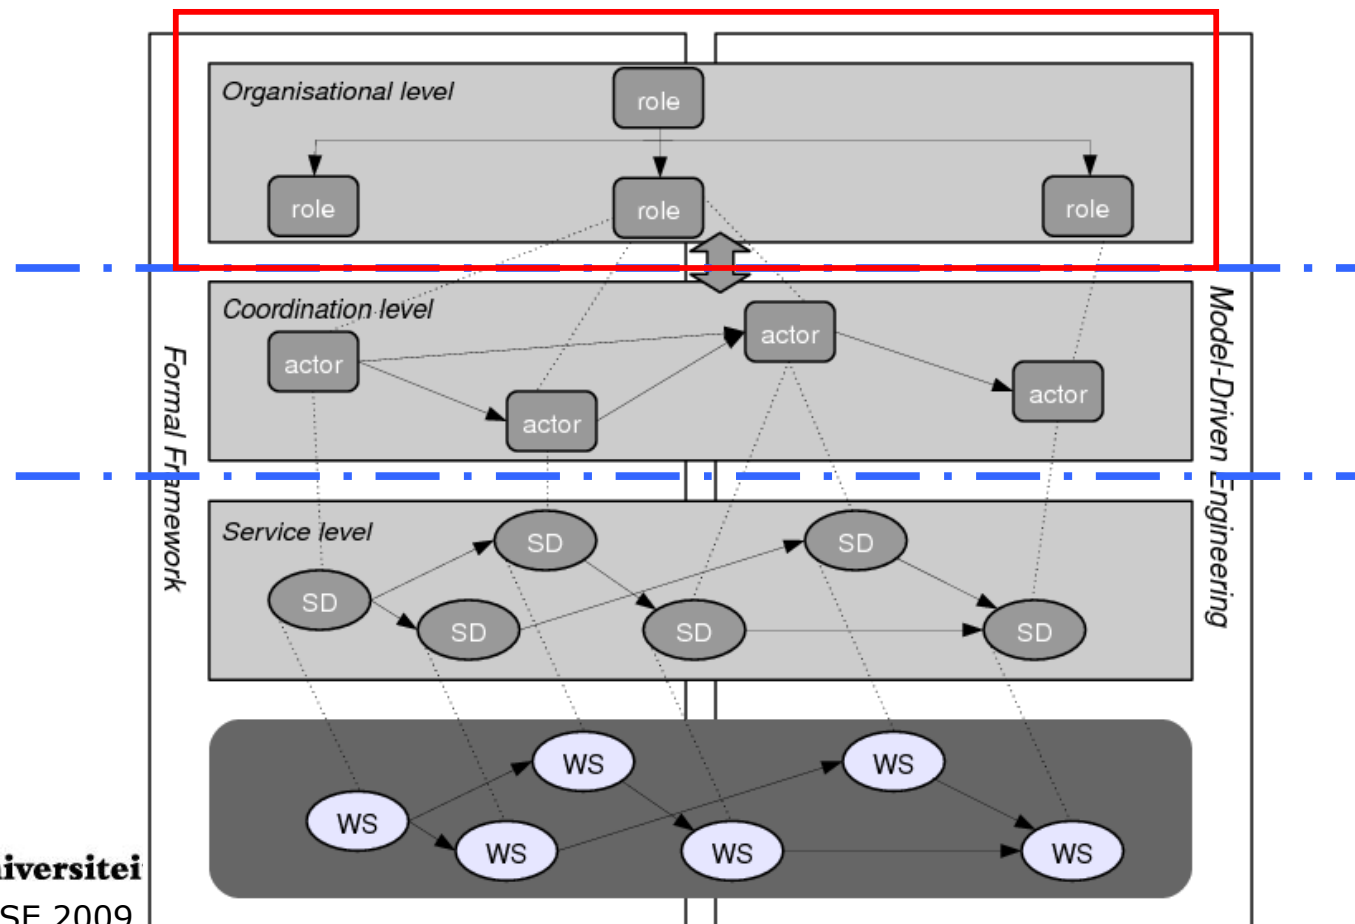 Organisational level
role
role
role
role
Coordination level
actor
actor
actor
actor
Formal Framework
Model-Driven Engineering
Service level
SD
SD
SD
SD
SD
SD
WS
WS
WS
WS
WS
WS
iversitei
SE 2009